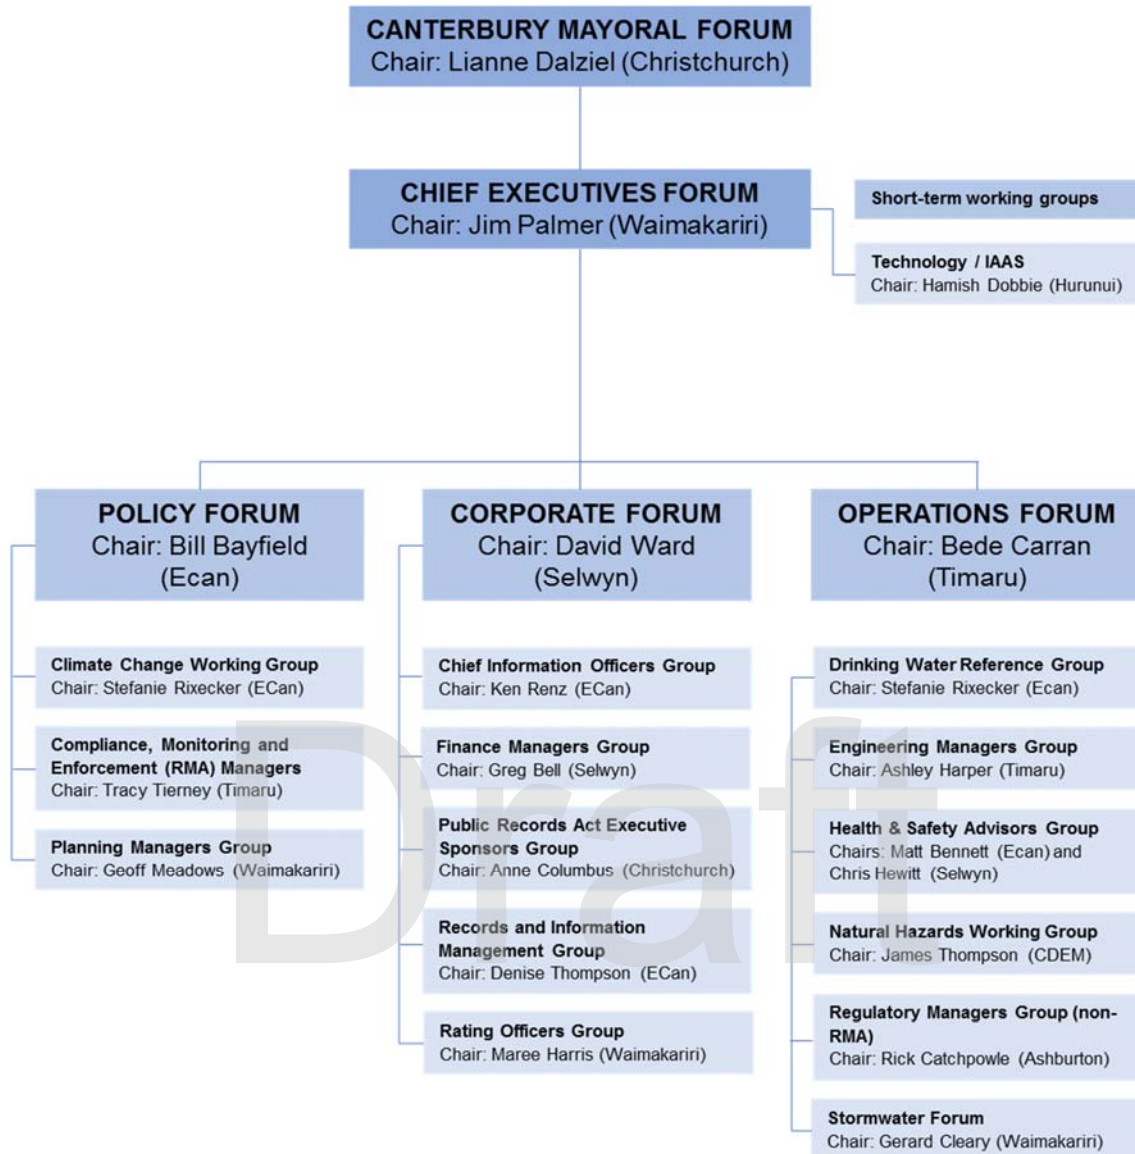 CANTERBURY MAYORAL FORUM
Chair: Lianne Dalziel (Christchurch)
CHIEF EXECUTIVES FORUM
Chair: Jim Palmer (Waimakariri)
Short-term working groups
Technology / IAAS
Chair: Hamish Dobbie (Hurunui)
POLICY FORUM
Chair: Bill Bayfield
(Ecan)
Climate Change Working Group
Chair: Stefanie Rixecker (ECan)
Compliance, Monitoring and
Enforcement (RMA) Managers
Chair: Tracy Tierney (Timaru)
Planning Managers Group
Chair: Geoff Meadows (Waimakariri)
CORPORATE FORUM
Chair: David Ward
(Selwyn)
Chief Information Officers Group
Chair: Ken Renz (ECan)
Finance Managers Group
Chair: Greg Bell (Selwyn)
Public Records Act Executive
Sponsors Group
Chair: Anne Columbus (Christchurch)
Records and Information
Management Group
Chair: Denise Thompson (ECan)
Rating Officers Group
Chair: Maree Harris (Waimakariri)
OPERATIONS FORUM
Chair: Bede Carran
(Timaru)
Drinking Water Reference Group
Chair: Stefanie Rixecker (Ecan)
Engineering Managers Group
Chair: Ashley Harper (Timaru)
Health & Safety Advisors Group
Chairs: Matt Bennett (Ecan) and
Chris Hewitt (Selwyn)
Natural Hazards Working Group
Chair: James Thompson (CDEM)
Regulatory Managers Group (non-
RMA)
Chair: Rick Catchpowle (Ashburton)
Stormwater Forum
Chair: Gerard Cleary (Waimakariri)
Draft